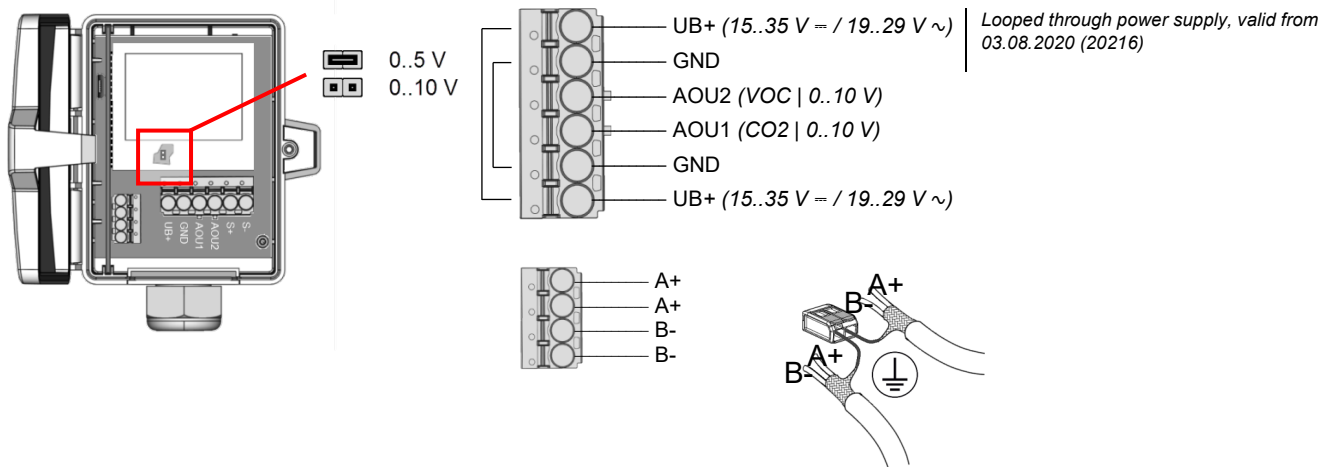 0..5 V
0..10 V
UB+ (15..35 V ⎓ / 19..29 V ~)
GND
AOU2 (VOC | 0..10 V)
AOU1 (CO2 | 0..10 V)
GND
UB+ (15..35 V ⎓ / 19..29 V ~)
Looped through power supply, valid from
03.08.2020 (20216)
UB+
GND
AOU1
AOU2
S+
S-
A+
A+
B-
B-
A+
B-
A+
B-